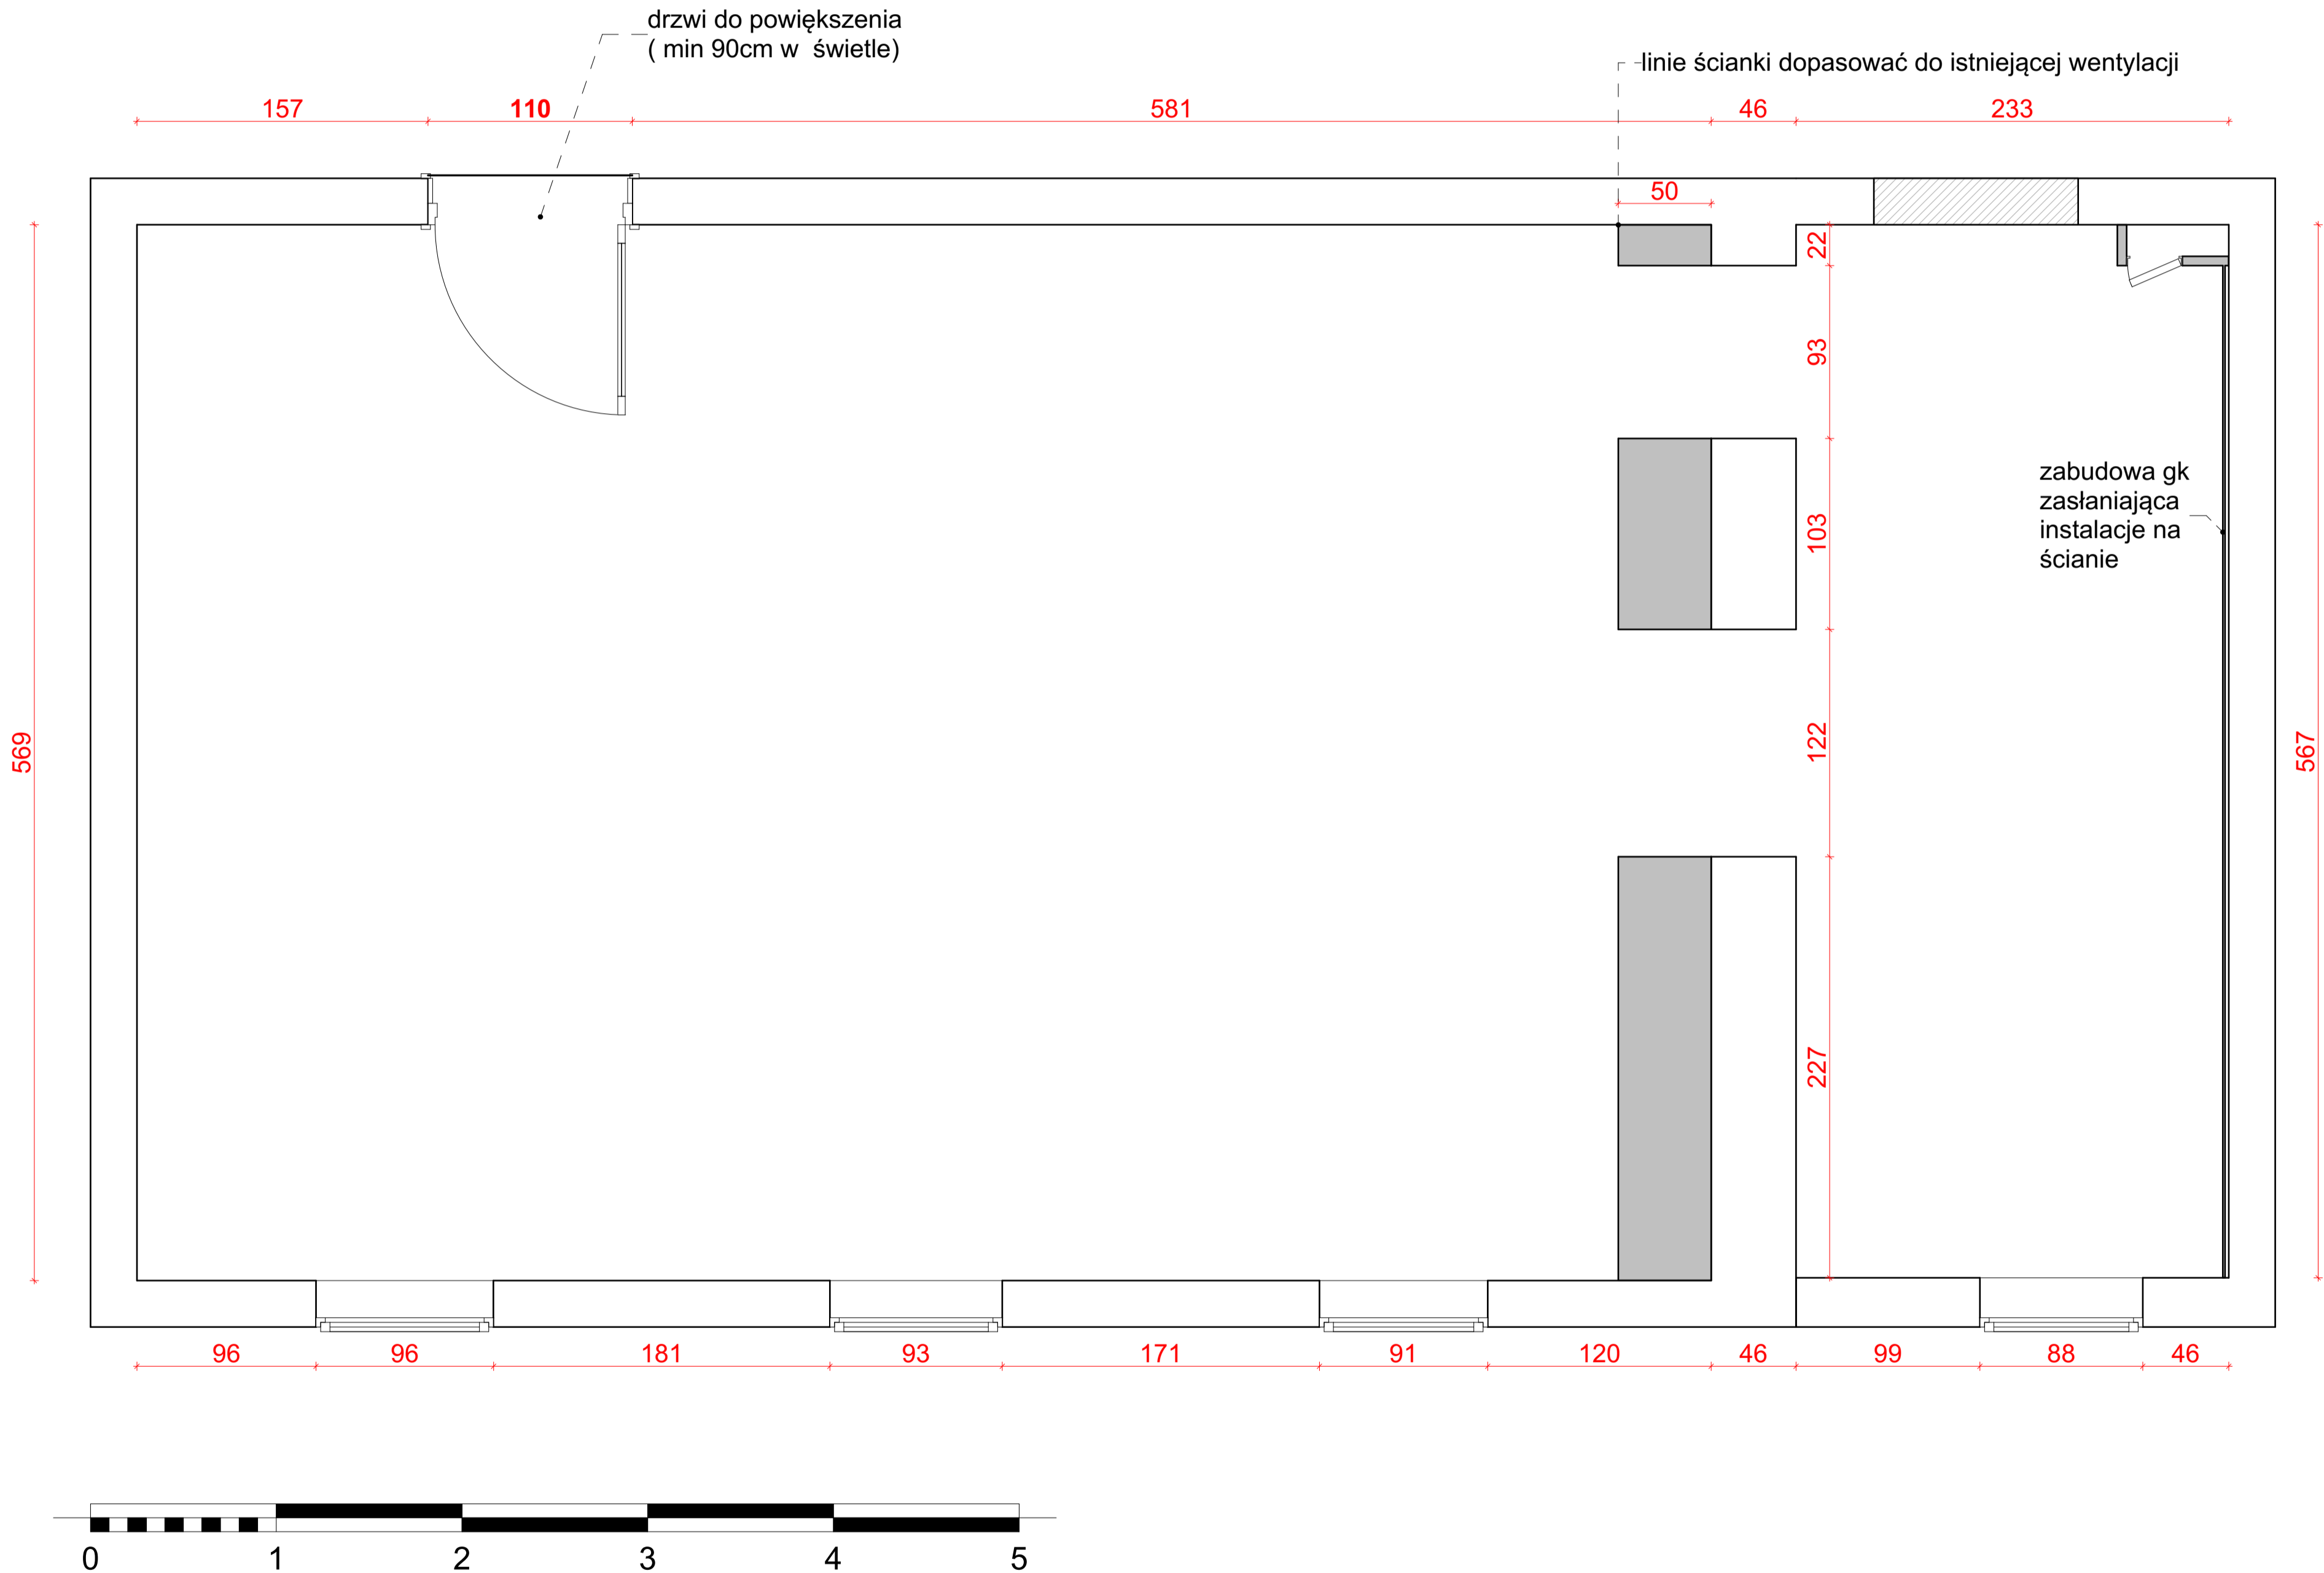 drzwi do powiększenia
( min 90cm w świetle)
linie ścianki dopasować do istniejącej wentylacji
157 110 581 46 233
50
22
93
103
122
227
569
567
zabudowa gk
zasłaniająca
instalacje na
ścianie
96 96 181 93 171 91 120 46 99 88 46
0 1 2 3 4 5